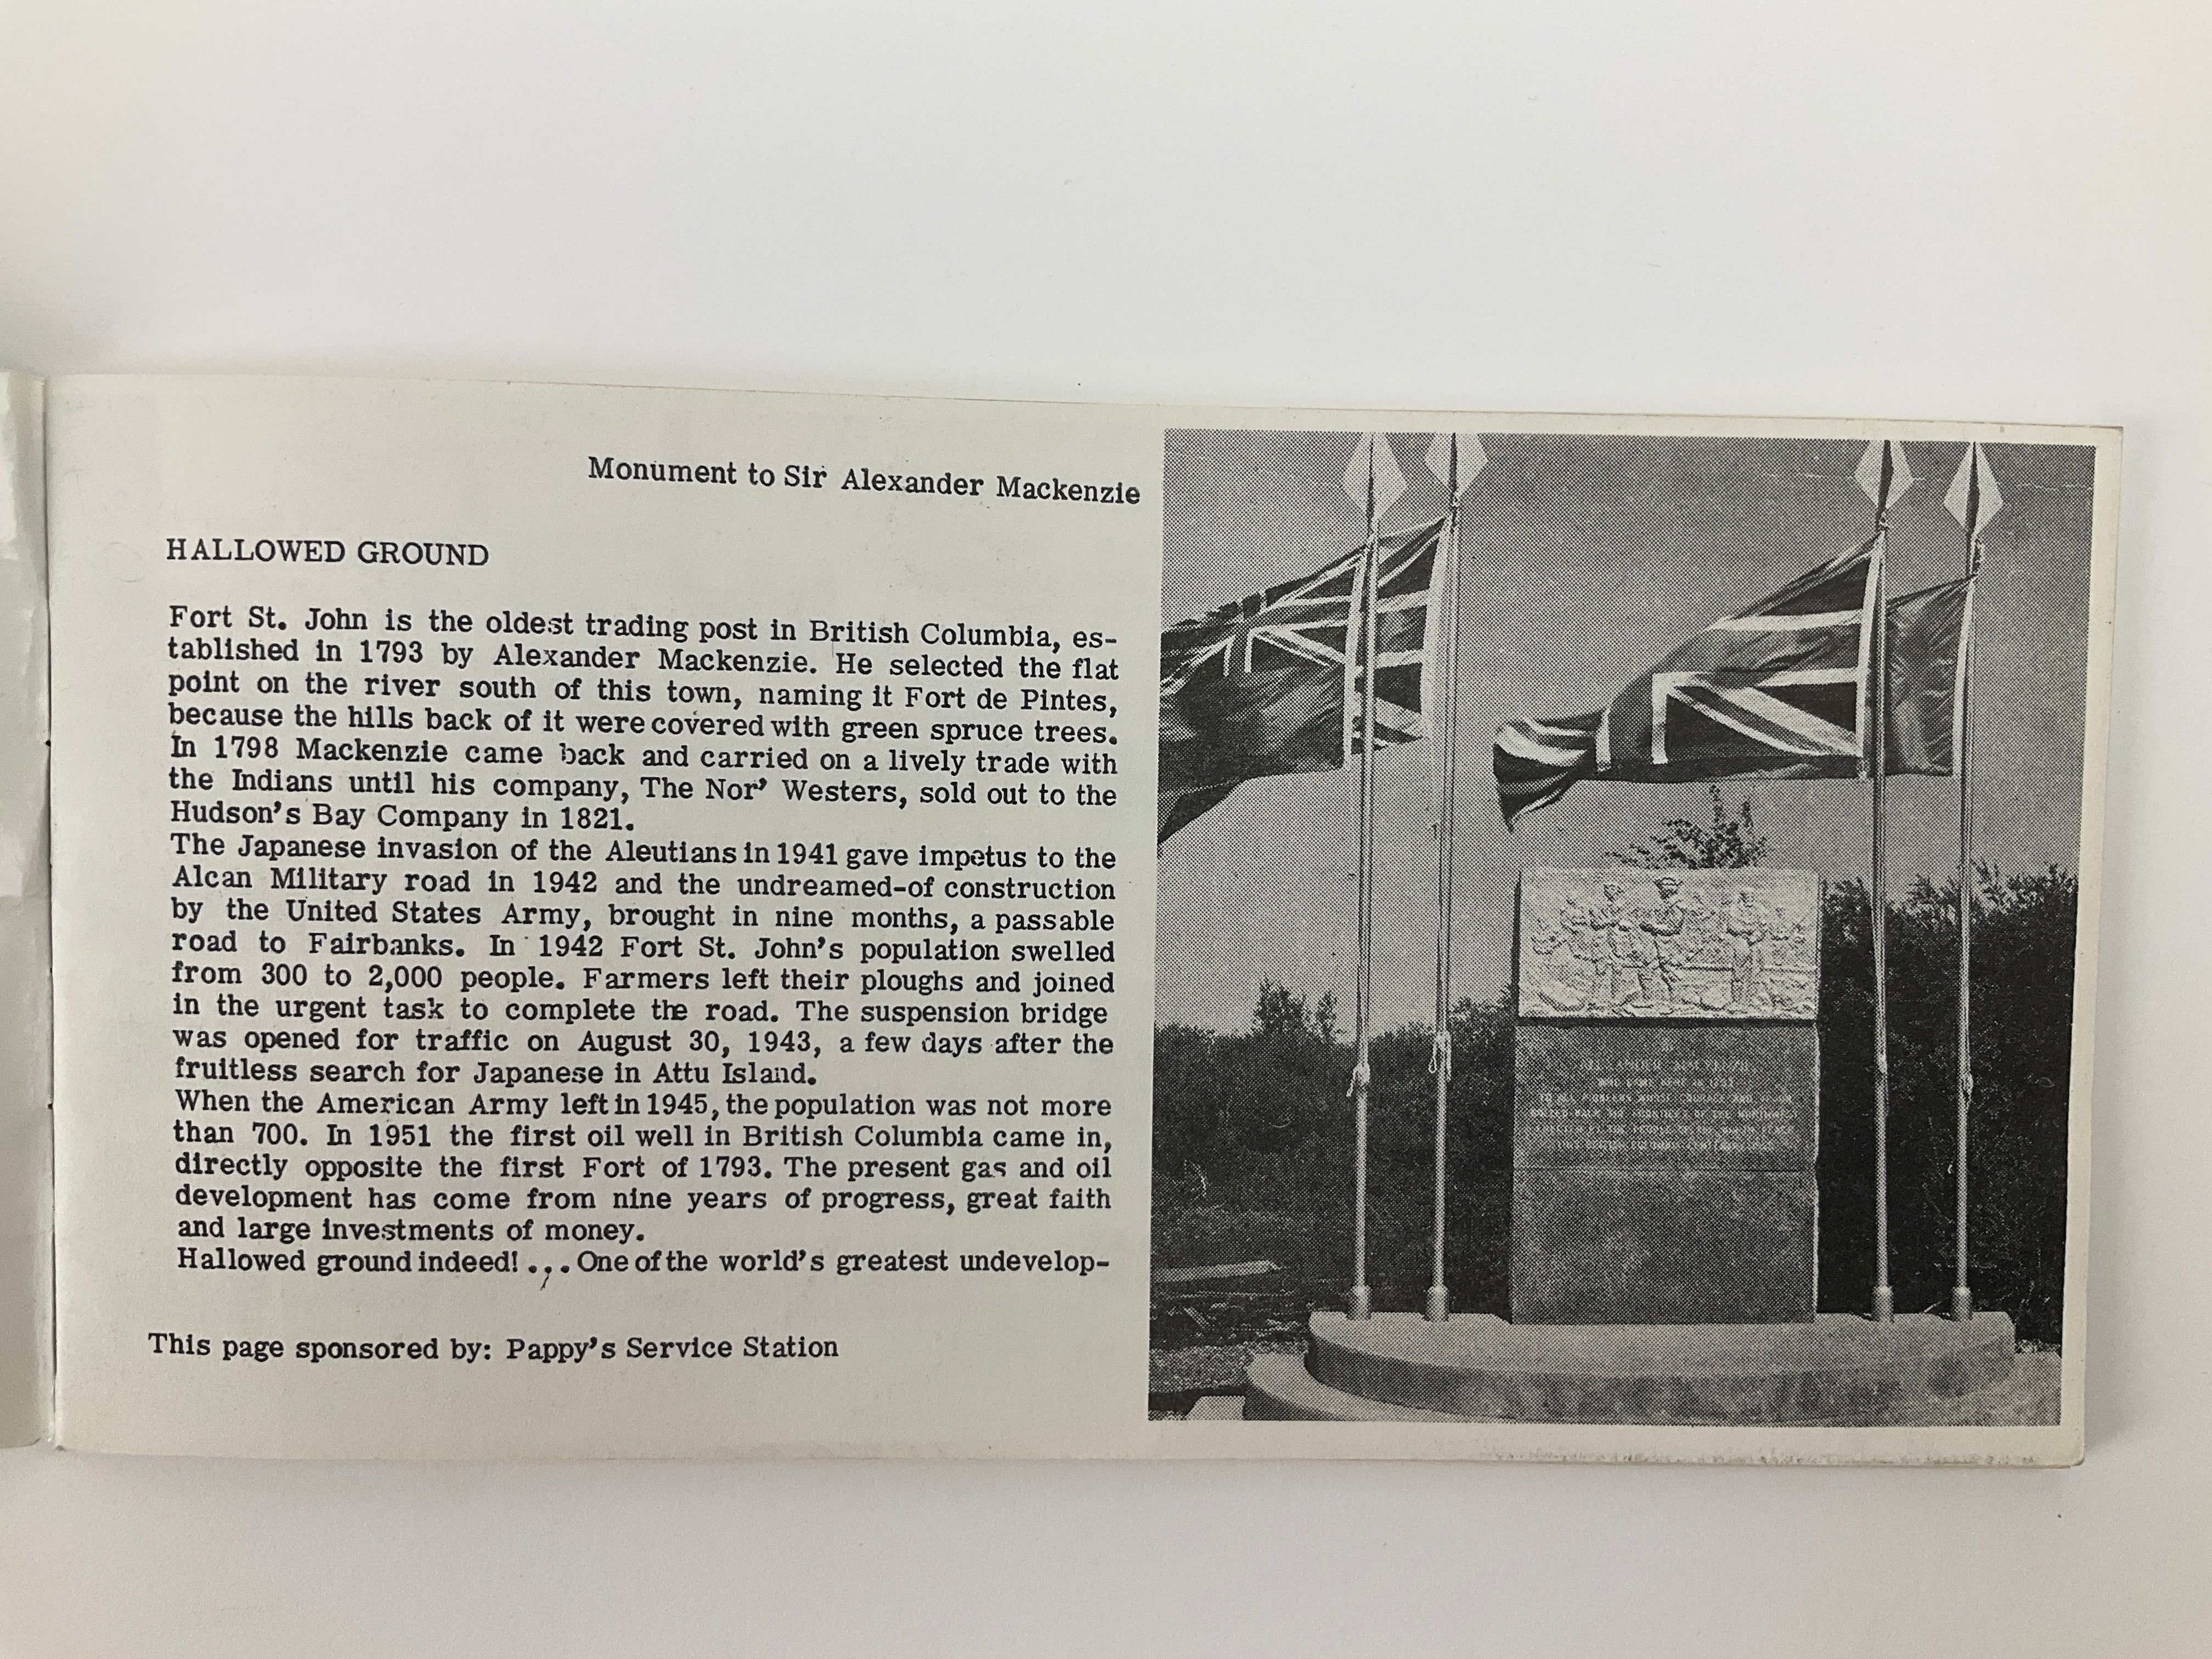 Monument to Sir Alexander Mackenzie
HALLOWED GROUND
Fort St. John is the oldest trading post in British Columbia, es-
tablished in 1793 by Alexander Mackenzie. He selected the flat
point on the river south of this town, naming it Fort de Pintes,
because the hills back of it were covered with green spruce trees.
In 1798 Mackenzie came back and carried on a lively trade with
the Indians until his company, The Nor' Westers, sold out to the
Hudson's Bay Company in 1821.
The Japanese invasion of the Aleutians in 1941 gave impetus to the
Alcan Military road in 1942 and the undreamed-of construction
by the United States Army, brought in nine months, a passable
road to Fairbanks. In 1942 Fort St. John's population swelled
from 300 to 2,000 people. Farmers left their ploughs and joined
in the urgent task to complete the road. The suspension bridge
was opened for traffic on August 30, 1943, a few days after the
fruitless search for Japanese in Attu Island.
When the American Army left in 1945, the population was not more
than 700. In 1951 the first oil well in British Columbia came in,
directly opposite the first Fort of 1793. The present gas and oil
development has come from nine years of progress, great faith
and large investments of money.
Hallowed ground indeed! ... One of the world's greatest undevelop-
This page sponsored by: Pappy's Service Station